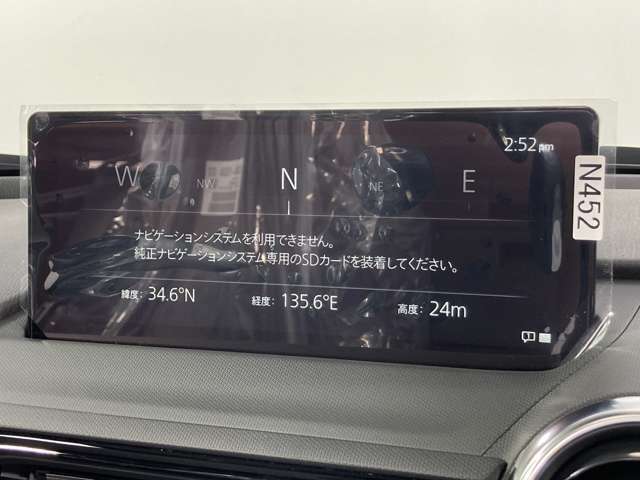 2:52pm
W NW N NE E
N452
ナビゲーションシステムを利用できません。
純正ナビゲーションシステム専用のSDカードを装着してください。
緯度: 34.6°N 経度: 135.6°E 高度: 24m